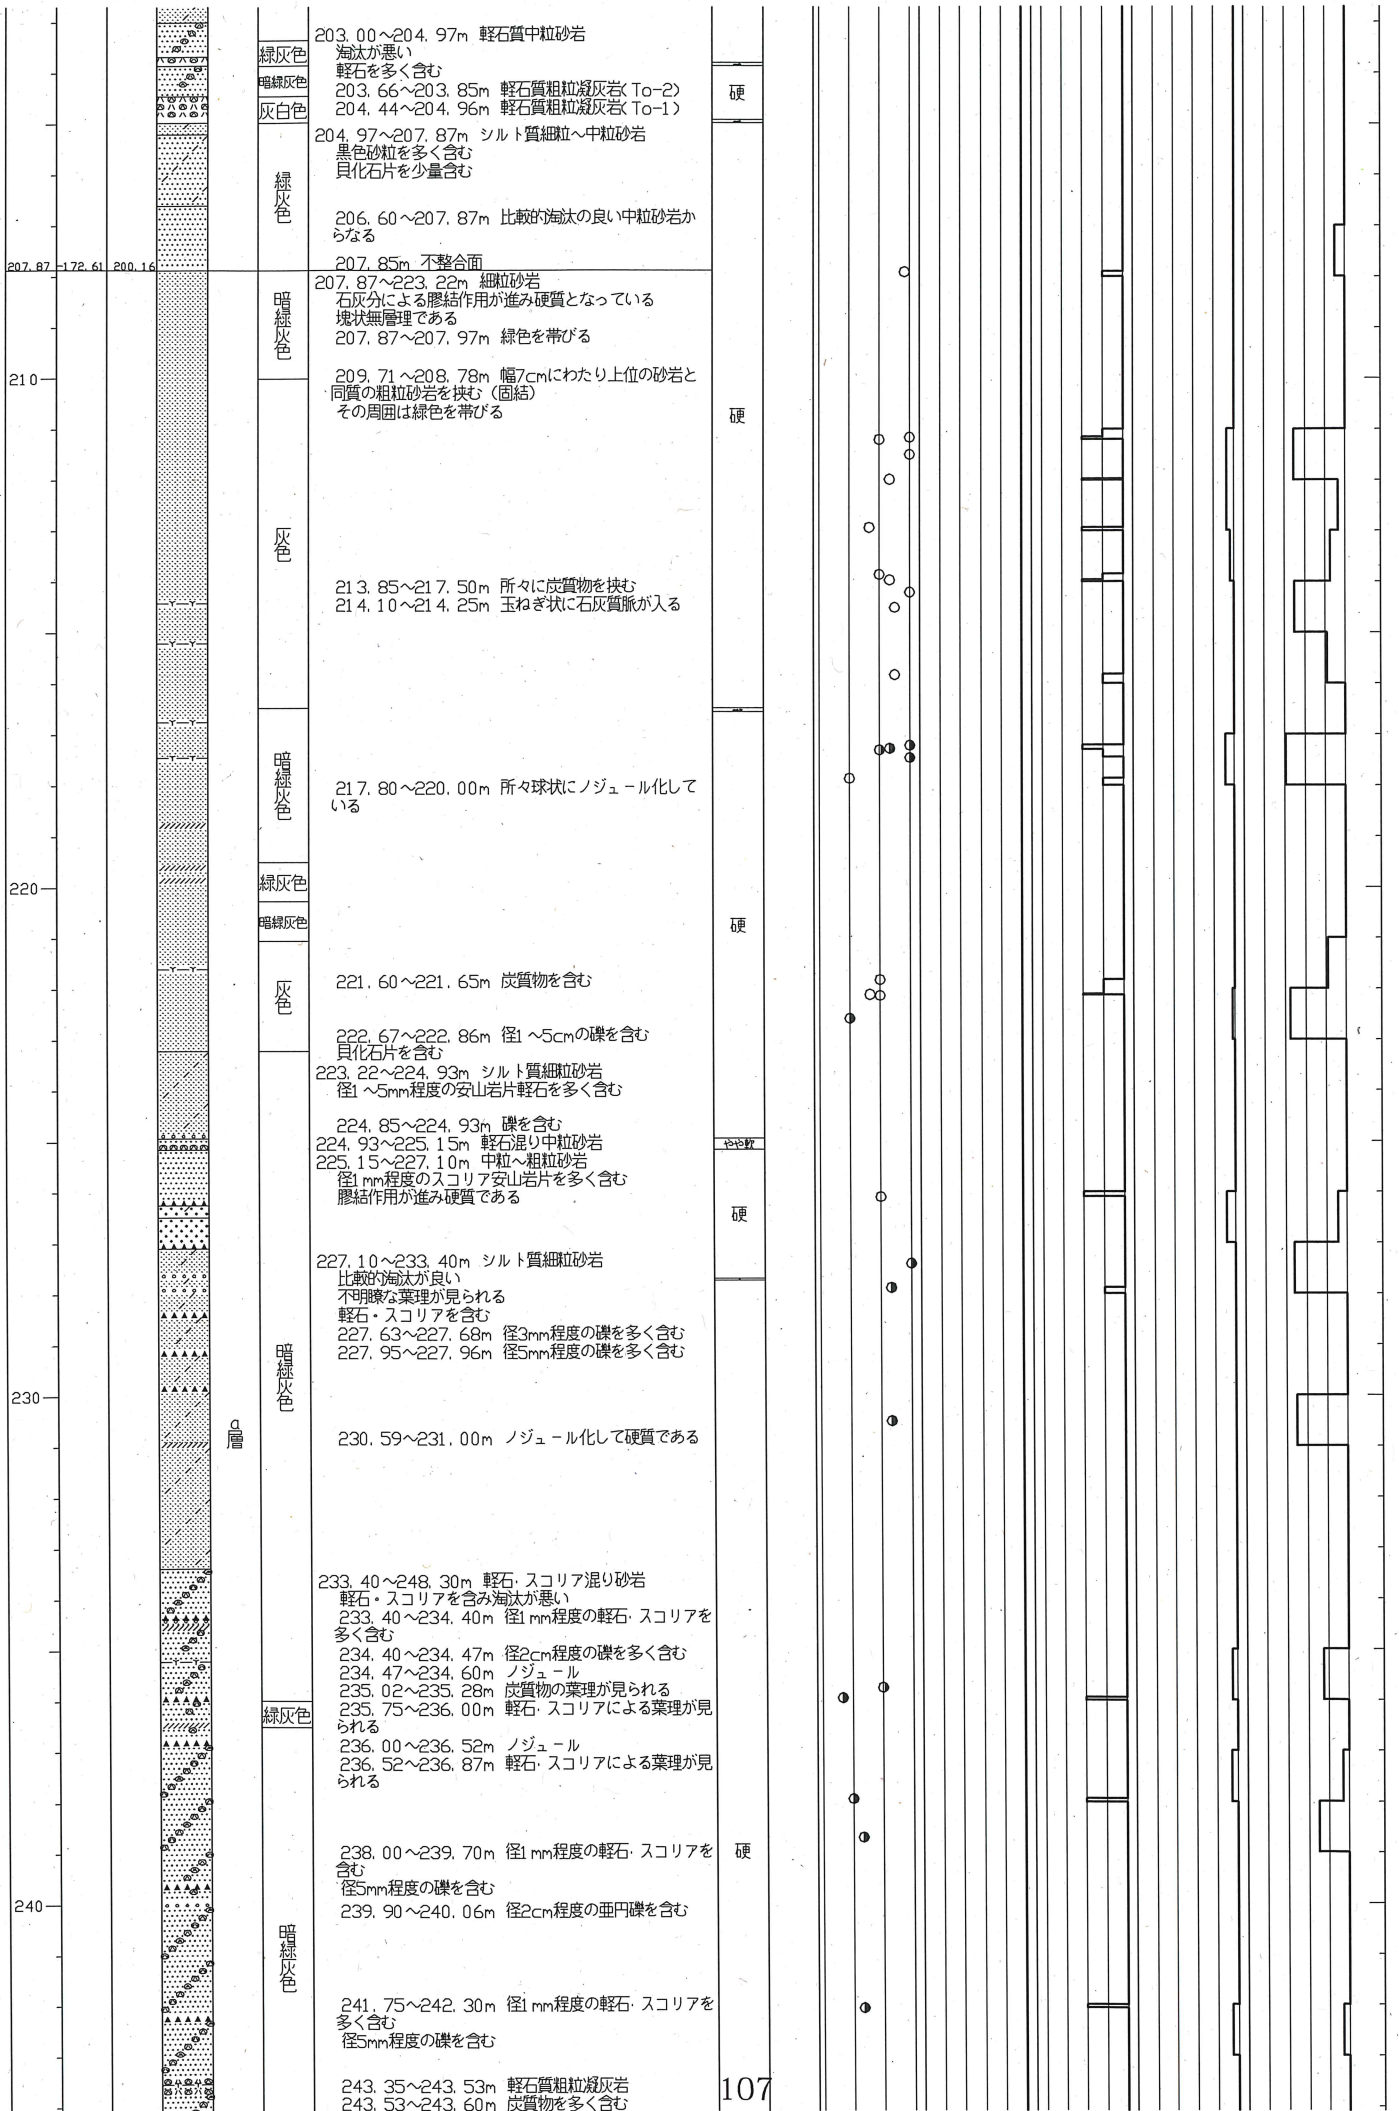 203.00～204.97m 軽石質中粒砂岩
淘汰が悪い
軽石を多く含む
203.66～203.85m 軽石質粗粒凝灰岩(To-2)
204.44～204.96m 軽石質粗粒凝灰岩(To-1)
緑灰色
暗緑灰色
灰白色
硬
204.97～207.87m シルト質細粒～中粒砂岩
黒色砂粒を多く含む
貝化石片を少量含む
緑灰色
206.60～207.87m 比較的淘汰の良い中粒砂岩か
らなる
207.85m 不整合面
207.87 -172.61 200.16
207.87～223.22m 細粒砂岩
石灰分による膠結作用が進み硬質となっている
塊状無層理である
207.87～207.97m 緑色を帯びる
暗緑灰色
209.71～208.78m 幅7cmにわたり上位の砂岩と
同質の粗粒砂岩を挟む（固結）
その周囲は緑色を帯びる
210
硬
灰色
213.85～217.50m 所々に炭質物を挟む
214.10～214.25m 玉ねぎ状に石灰質脈が入る
暗緑灰色
217.80～220.00m 所々球状にノジュール化して
いる
220
緑灰色
暗緑灰色
硬
灰色
221.60～221.65m 炭質物を含む
222.67～222.86m 径1～5cmの礫を含む
貝化石片を含む
223.22～224.93m シルト質細粒砂岩
径1～5mm程度の安山岩片軽石を多く含む
224.85～224.93m 礫を含む
224.93～225.15m 軽石混り中粒砂岩
やや軟
225.15～227.10m 中粒～粗粒砂岩
径1mm程度のスコリア安山岩片を多く含む
膠結作用が進み硬質である
硬
227.10～233.40m シルト質細粒砂岩
比較的淘汰が良い
不明瞭な葉理が見られる
軽石・スコリアを含む
227.63～227.68m 径3mm程度の礫を多く含む
227.95～227.96m 径5mm程度の礫を多く含む
暗緑灰色
230
a層
230.59～231.00m ノジュール化して硬質である
233.40～248.30m 軽石・スコリア混り砂岩
軽石・スコリアを含み淘汰が悪い
233.40～234.40m 径1mm程度の軽石・スコリアを
多く含む
234.40～234.47m 径2cm程度の礫を多く含む
234.47～234.60m ノジュール
235.02～235.28m 炭質物の葉理が見られる
235.75～236.00m 軽石・スコリアによる葉理が見
られる
緑灰色
236.00～236.52m ノジュール
236.52～236.87m 軽石・スコリアによる葉理が見
られる
238.00～239.70m 径1mm程度の軽石・スコリアを
含む
硬
径5mm程度の礫を含む
239.90～240.06m 径2cm程度の亜円礫を含む
240
暗緑灰色
241.75～242.30m 径1mm程度の軽石・スコリアを
多く含む
径5mm程度の礫を含む
243.35～243.53m 軽石質粗粒凝灰岩
243.53～243.60m 炭質物を多く含む
107